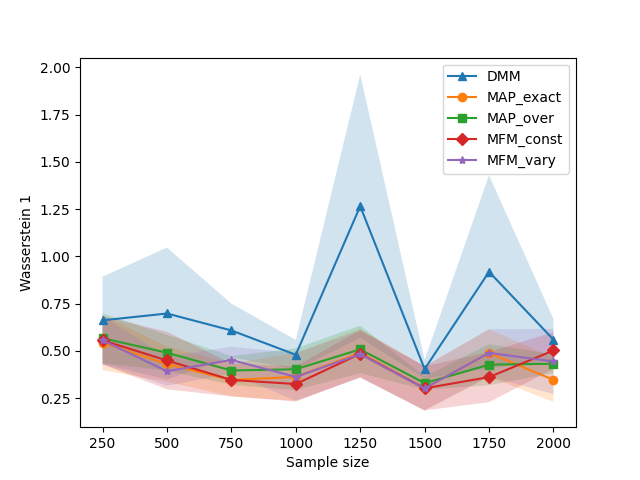 2.00
1.75
1.50
1.25
1.00
0.75
0.50
0.25
Wasserstein 1
250 500 750 1000 1250 1500 1750 2000
Sample size
DMM
MAP_exact
MAP_over
MFM_const
MFM_vary